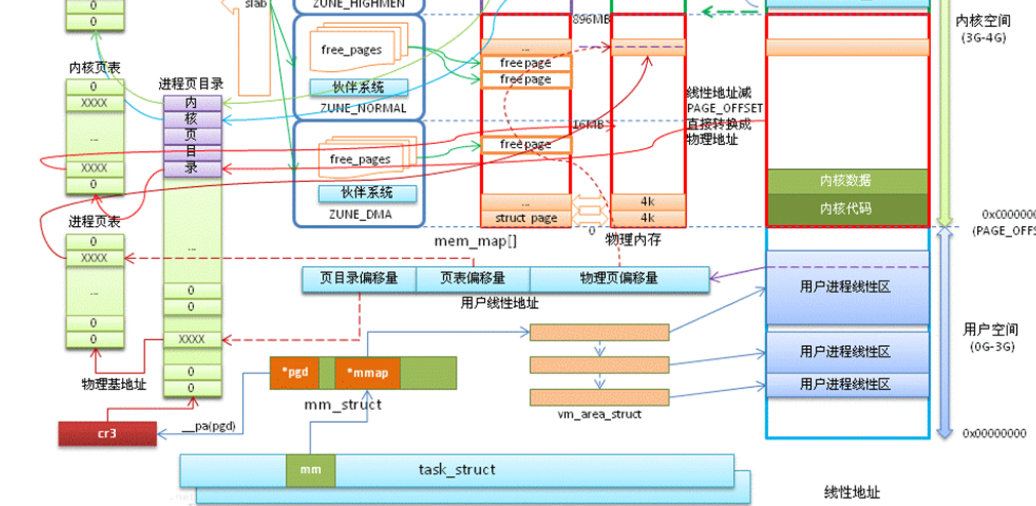 0
0
slab
ZUNE_HIGHMEN
896MB
内核空间
(3G-4G)
内核页表
0
XXXX
...
XXXX
0
进程页目录
内
核
页
目
录
...
0
0
XXXX
0
0
free_pages
伙伴系统
ZUNE_NORMAL
free_pages
伙伴系统
ZUNE_DMA
...
free page
free page
free page
...
struct page
mem_map[]
16MB
4k
4k
0
物理内存
线性地址减
PAGE_OFFSET
直接转换成
物理地址
内核数据
内核代码
0xC00000
(PAGE_OFFS
进程页表
0
XXXX
...
0
0
物理基地址
页目录偏移量
页表偏移量
物理页偏移量
用户线性地址
用户进程线性区
用户进程线性区
用户进程线性区
用户空间
(0G-3G)
*pgd
*mmap
mm_struct
vm_area_struct
cr3
__pa(pgd)
0x00000000
mm
task_struct
线性地址